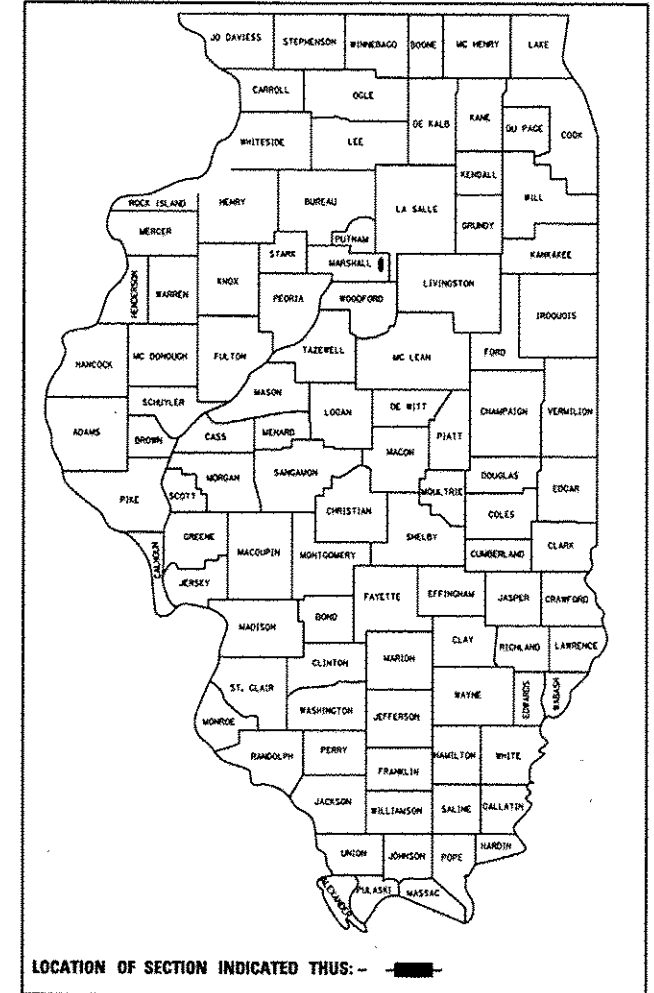 JO DAVIESS STEPHENSON WINNEBAGO BOONE MC HENRY LAKE
CARROLL OGLE
DE KALB KANE DU PAGE COOK
WHITESIDE LEE
KENDALL
ROCK ISLAND HENRY BUREAU LA SALLE WILL
GRUNDY
MERCER PUTNAM
STARK MARSHALL KANKAKEE
HENDERSON WARREN KNOX LIVINGSTON
PEORIA WOODFORD
IROQUOIS
HANCOCK MC DONOUGH FULTON TAZEWELL MC LEAN FORD
MASON
SCHUYLER LOGAN DE WITT CHAMPAIGN VERMILION
ADAMS BROWN CASS MENARD PIATT
MACON
PIKE SCOTT MORGAN SANGAMON MOULTRIE DOUGLAS EDGAR
CHRISTIAN COLES
CALHOUN GREENE MACOUPIN MONTGOMERY SHELBY
CUMBERLAND CLARK
JERSKY
FAYETTE EFFINGHAM JASPER CRAWFORD
MADISON BOND
CLAY RICHLAND LAWRENCE
CLINTON MARION
ST. CLAIR WAYNE EDWARDS WABASH
WASHINGTON JEFFERSON
MONROE
RANDOLPH PERRY HAMILTON WHITE
FRANKLIN
JACKSON WILLIAMSON SALINE GALLATIN
UNION JOHNSON POPE HARDIN
ALEXANDER PULASKI MASSAC
LOCATION OF SECTION INDICATED THUS: -